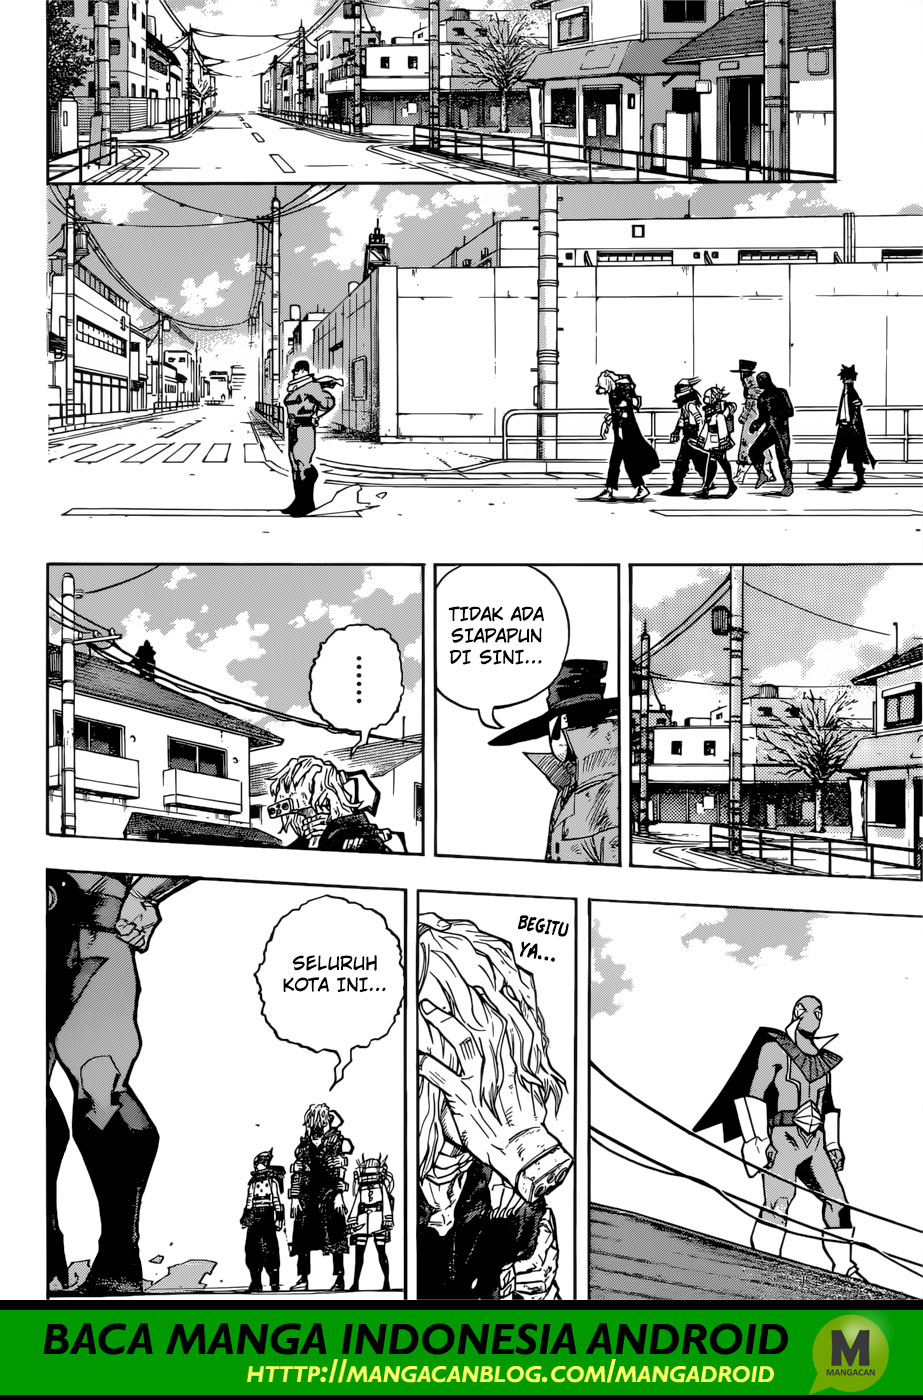 TIDAK ADA
SIAPAPUN
DI SINI...
......
BEGITU
YA...
SELURUH
KOTA INI...
BACA MANGA INDONESIA ANDROID
HTTTP://MANGACANBLOG.COM/MANGADROID
M
MANGACAN